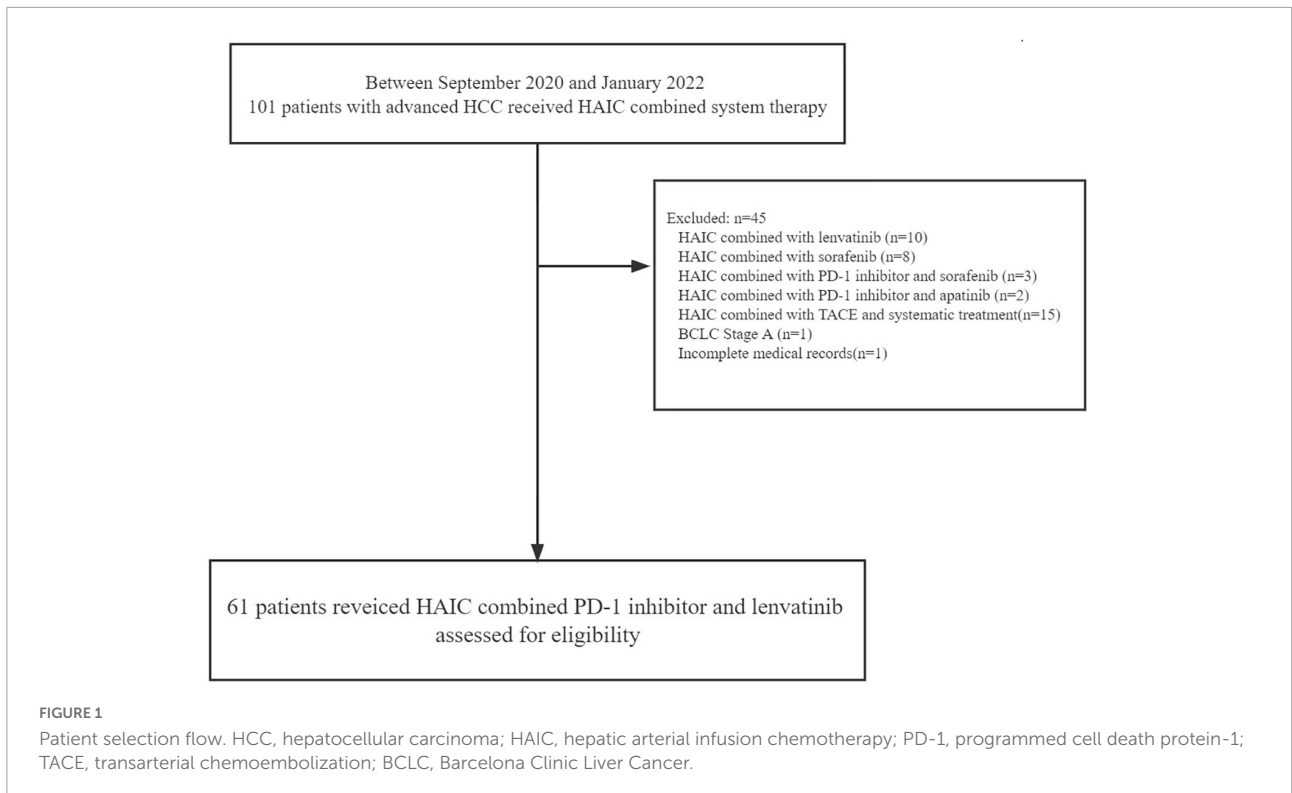 Between September 2020 and January 2022
101 patients with advanced HCC received HAIC combined system therapy
Excluded: n=45
HAIC combined with lenvatinib (n=10)
HAIC combined with sorafenib (n=8)
HAIC combined with PD-1 inhibitor and sorafenib (n=3)
HAIC combined with PD-1 inhibitor and apatinib (n=2)
HAIC combined with TACE and systematic treatment(n=15)
BCLC Stage A (n=1)
Incomplete medical records(n=1)
61 patients reveiced HAIC combined PD-1 inhibitor and lenvatinib
assessed for eligibility
FIGURE 1
Patient selection flow. HCC, hepatocellular carcinoma; HAIC, hepatic arterial infusion chemotherapy; PD-1, programmed cell death protein-1;
TACE, transarterial chemoembolization; BCLC, Barcelona Clinic Liver Cancer.